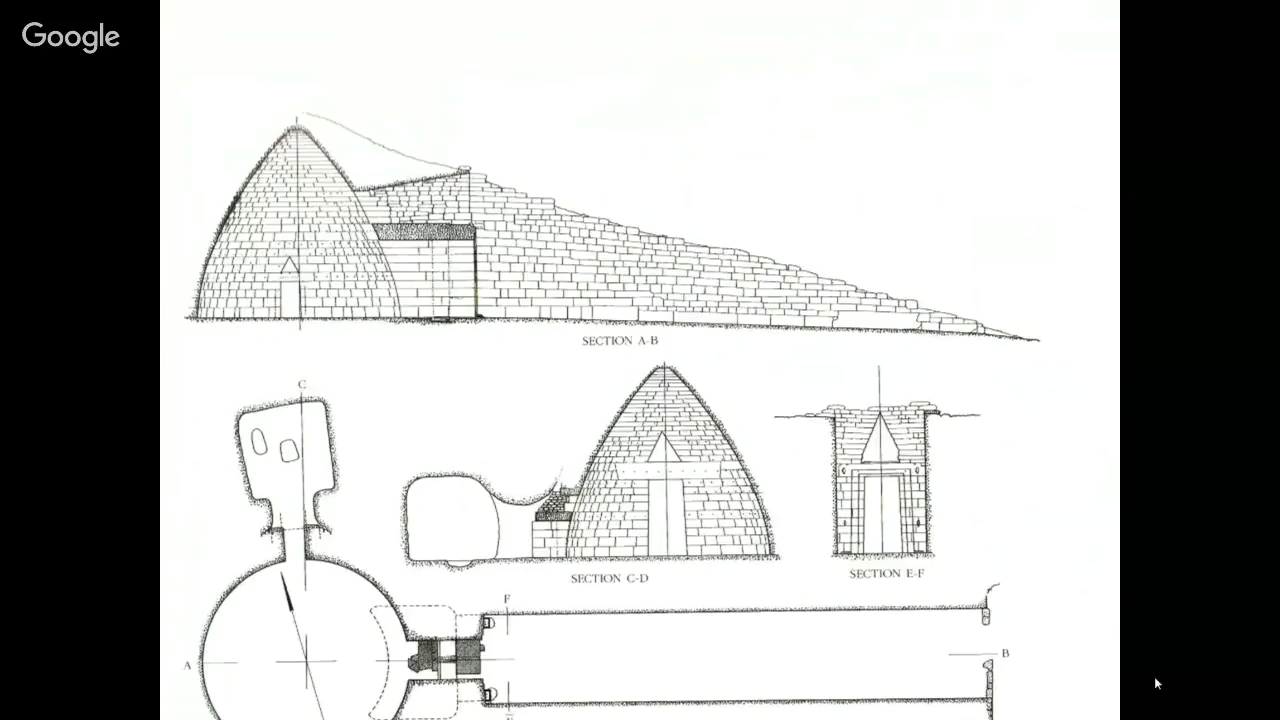 Google
SECTION A-B
C
SECTION C-D
SECTION E-F
F
A
B